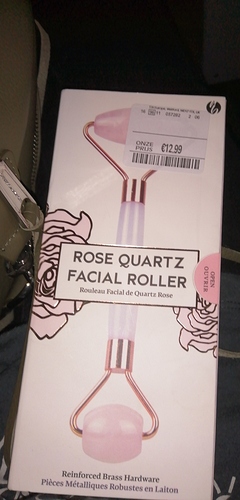 ONZE
PRIJS €12.99
ROSE QUARTZ
FACIAL ROLLER
Rouleau Facial de Quartz Rose
OPEN
OUVRIR
Reinforced Brass Hardware
Pièces Métalliques Robustes en Laiton